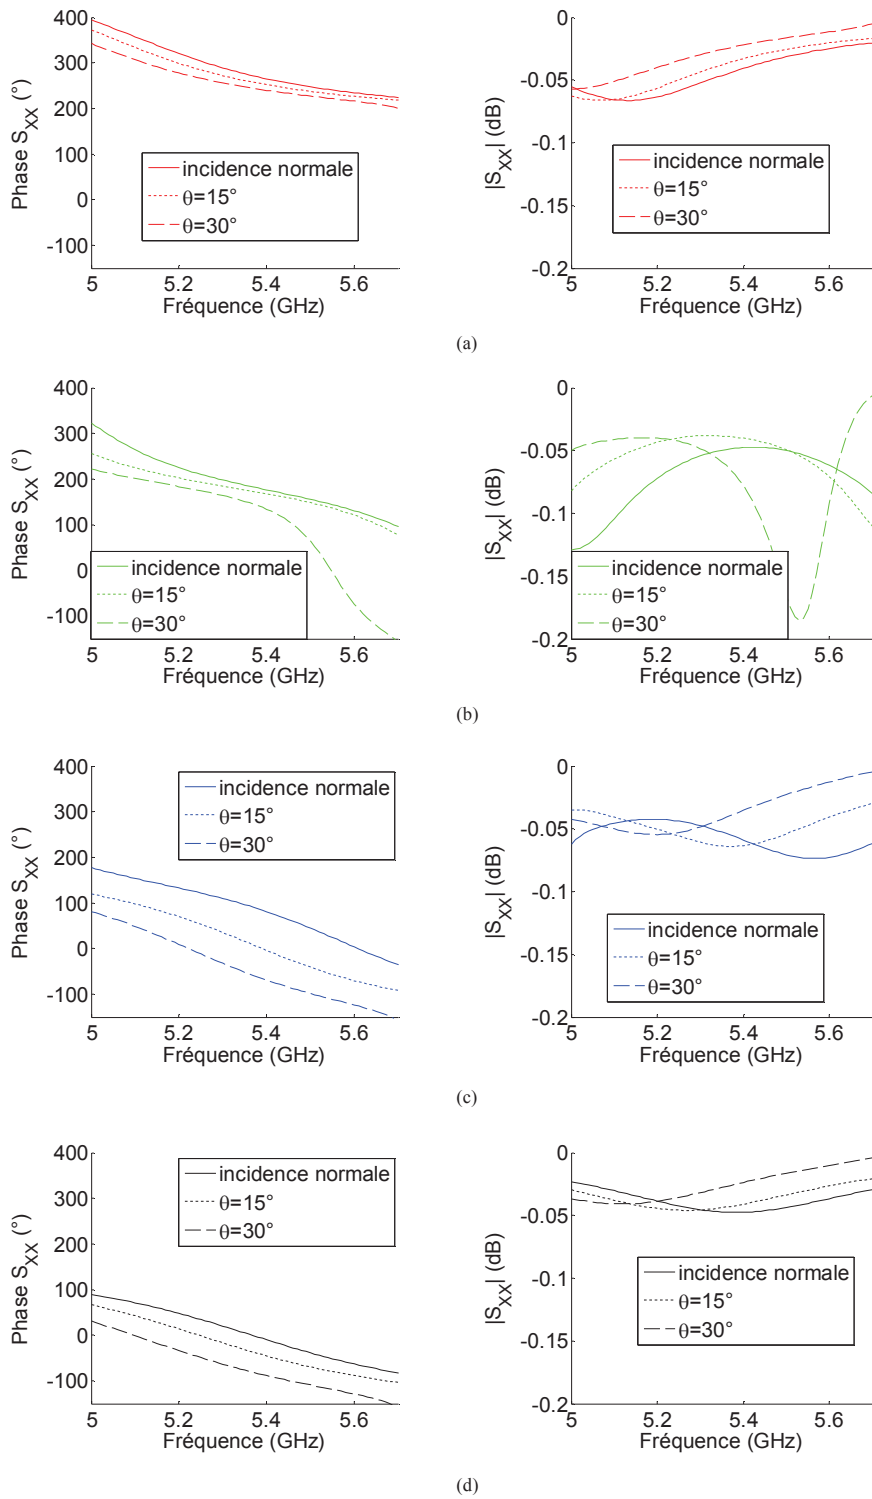 400
300
200
100
0
-100
Phase S_XX (°)
incidence normale
θ=15°
θ=30°
5
5.2
5.4
5.6
Fréquence (GHz)
0
-0.05
-0.1
-0.15
-0.2
|S_XX| (dB)
incidence normale
θ=15°
θ=30°
5
5.2
5.4
5.6
Fréquence (GHz)
(a)
400
300
200
100
0
-100
Phase S_XX (°)
incidence normale
θ=15°
θ=30°
5
5.2
5.4
5.6
Fréquence (GHz)
0
-0.05
-0.1
-0.15
-0.2
|S_XX| (dB)
incidence normale
θ=15°
θ=30°
5
5.2
5.4
5.6
Fréquence (GHz)
(b)
400
300
200
100
0
-100
Phase S_XX (°)
incidence normale
θ=15°
θ=30°
5
5.2
5.4
5.6
Fréquence (GHz)
0
-0.05
-0.1
-0.15
-0.2
|S_XX| (dB)
incidence normale
θ=15°
θ=30°
5
5.2
5.4
5.6
Fréquence (GHz)
(c)
400
300
200
100
0
-100
Phase S_XX (°)
incidence normale
θ=15°
θ=30°
5
5.2
5.4
5.6
Fréquence (GHz)
0
-0.05
-0.1
-0.15
-0.2
|S_XX| (dB)
incidence normale
θ=15°
θ=30°
5
5.2
5.4
5.6
Fréquence (GHz)
(d)